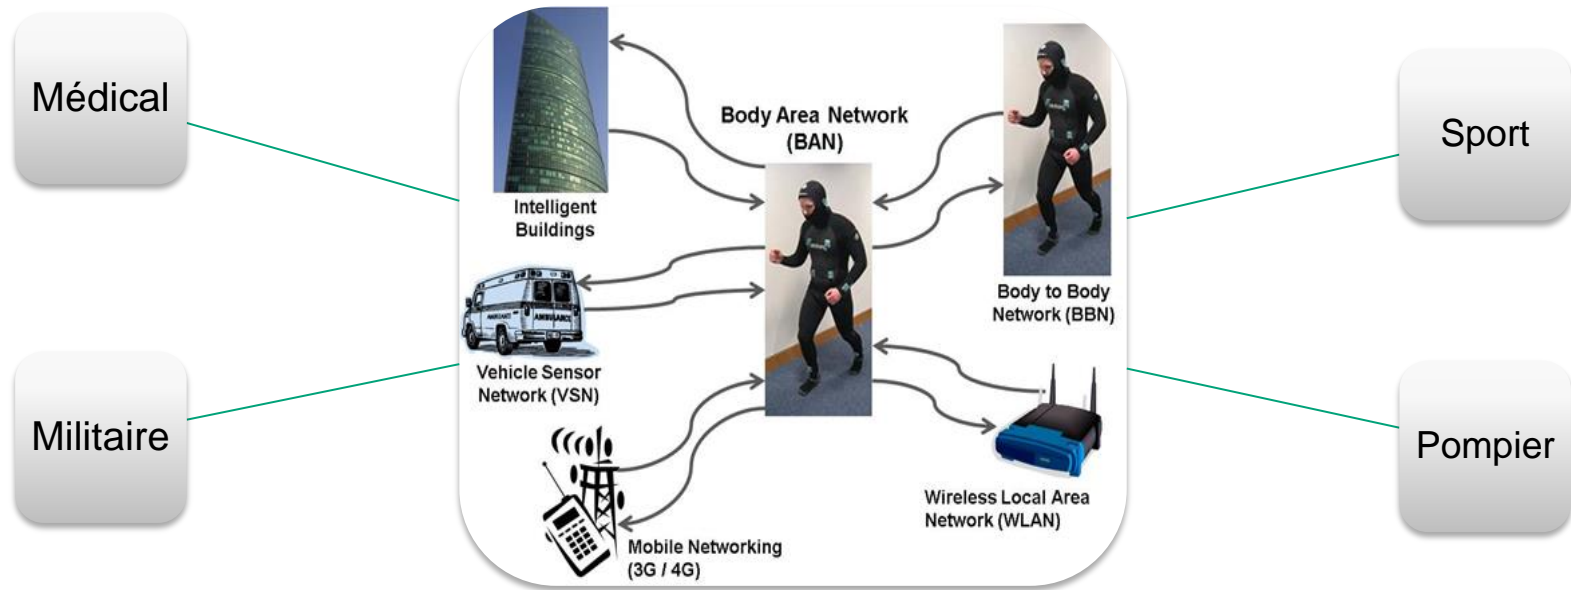 Médical
Militaire
Body Area Network
(BAN)
Intelligent
Buildings
Vehicle Sensor
Network (VSN)
AMBULANCE
Mobile Networking
(3G / 4G)
Body to Body
Network (BBN)
Wireless Local Area
Network (WLAN)
Sport
Pompier